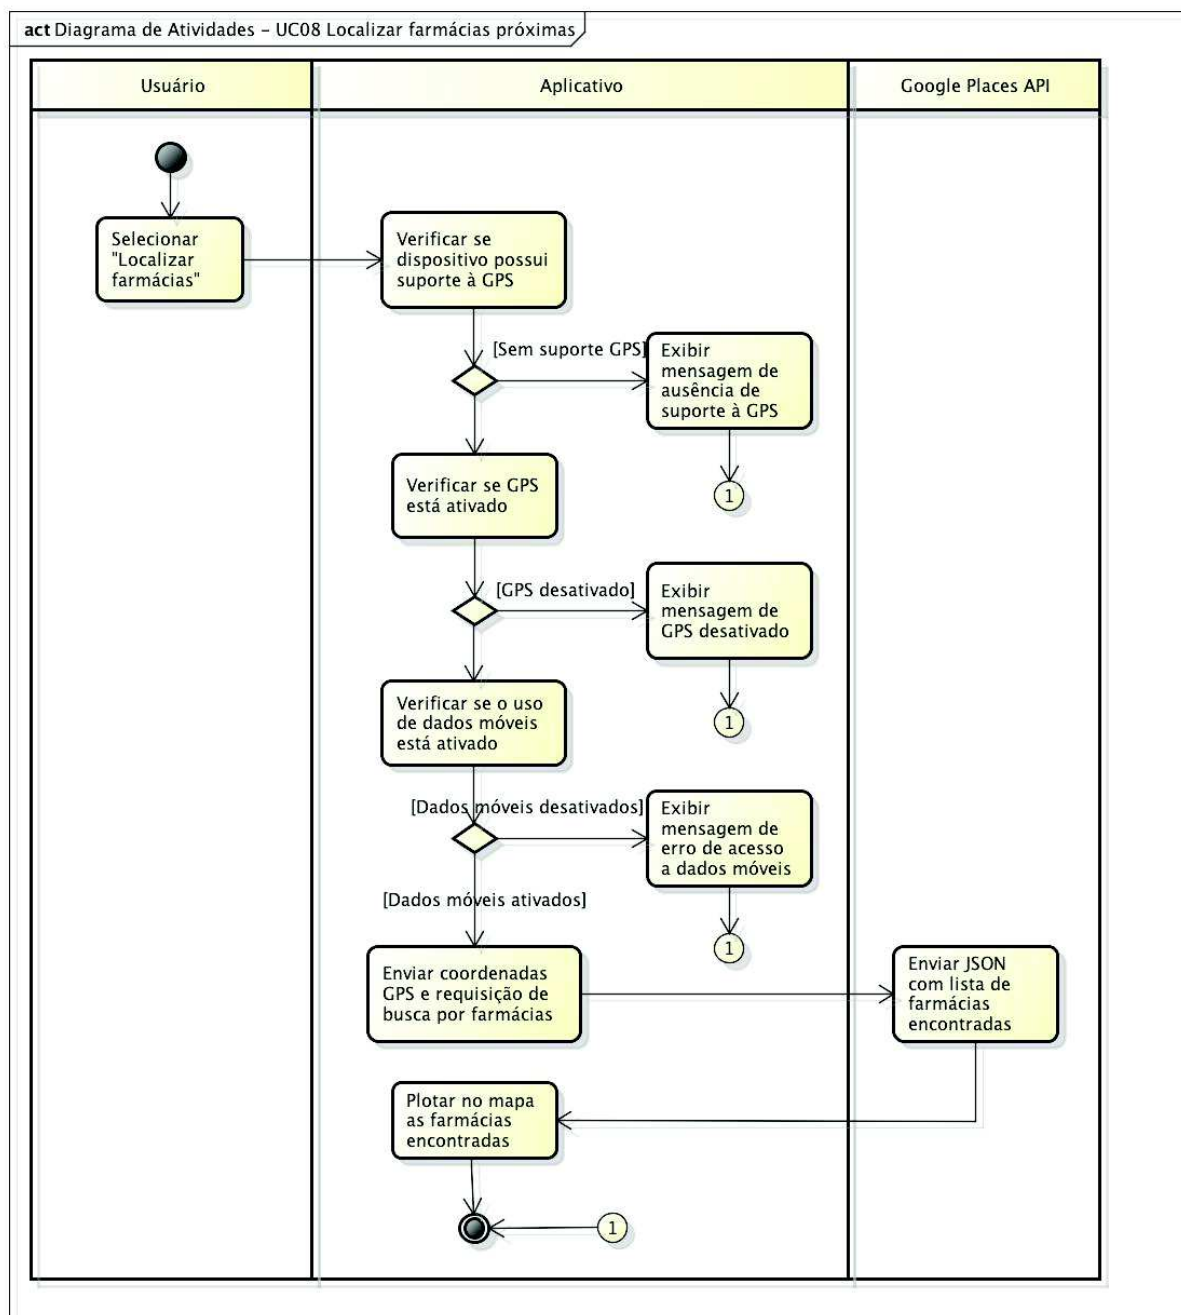 act Diagrama de Atividades - UC08 Localizar farmácias próximas
Usuário
Aplicativo
Google Places API
Selecionar
"Localizar
farmácias"
Verificar se
dispositivo possui
suporte à GPS
[Sem suporte GPS]
Exibir
mensagem de
ausência de
suporte à GPS
1
Verificar se GPS
está ativado
[GPS desativado]
Exibir
mensagem de
GPS desativado
1
Verificar se o uso
de dados móveis
está ativado
[Dados móveis desativados]
Exibir
mensagem de
erro de acesso
a dados móveis
1
[Dados móveis ativados]
Enviar coordenadas
GPS e requisição de
busca por farmácias
Enviar JSON
com lista de
farmácias
encontradas
Plotar no mapa
as farmácias
encontradas
1